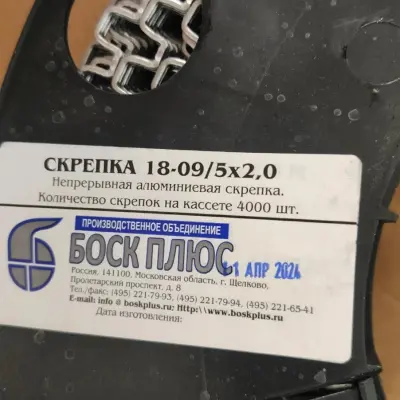 СКРЕПКА 18-09/5х2,0
Непрерывная алюминиевая скрепка.
Количество скрепок на кассете 4000 шт.
ПРОИЗВОДСТВЕННОЕ ОБЪЕДИНЕНИЕ
БОСК ПЛЮС
1 АПР 2024
Россия, 141100, Московская область, г. Щелково,
Пролетарский проспект, д. 8
Тел./факс: (495) 221-79-93, (495) 221-79-94, (495) 221-65-41
E-mail: info @ boskplus.ru; Http:\\www.boskplus.ru
Дата изготовления: